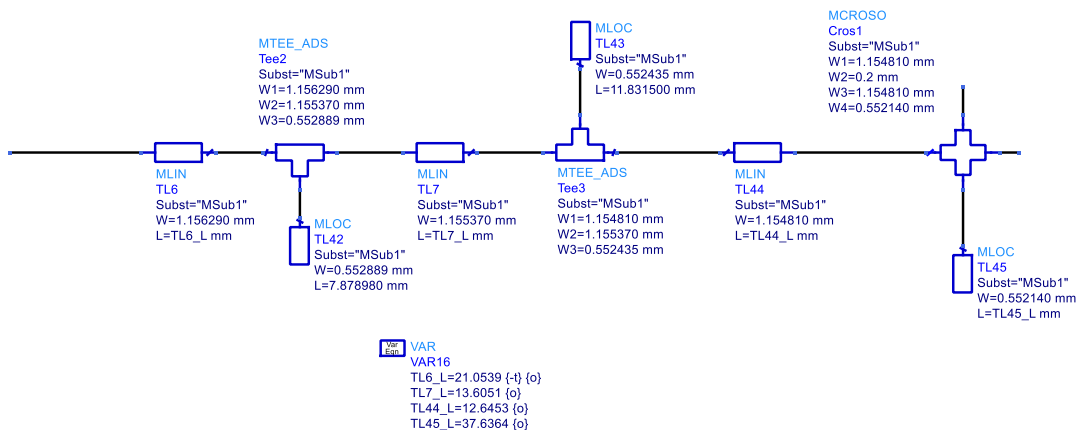 MTEE_ADS
Tee2
Subst="MSub1"
W1=1.156290 mm
W2=1.155370 mm
W3=0.552889 mm
MLOC
TL43
Subst="MSub1"
W=0.552435 mm
L=11.831500 mm
MCROSO
Cros1
Subst="MSub1"
W1=1.154810 mm
W2=0.2 mm
W3=1.154810 mm
W4=0.552140 mm
MLIN
TL6
Subst="MSub1"
W=1.156290 mm
L=TL6_L mm
MLOC
TL42
Subst="MSub1"
W=0.552889 mm
L=7.878980 mm
MLIN
TL7
Subst="MSub1"
W=1.155370 mm
L=TL7_L mm
MTEE_ADS
Tee3
Subst="MSub1"
W1=1.154810 mm
W2=1.155370 mm
W3=0.552435 mm
MLIN
TL44
Subst="MSub1"
W=1.154810 mm
L=TL44_L mm
MLOC
TL45
Subst="MSub1"
W=0.552140 mm
L=TL45_L mm
Var
Eqn
VAR
VAR16
TL6_L=21.0539 {-t} {o}
TL7_L=13.6051 {o}
TL44_L=12.6453 {o}
TL45_L=37.6364 {o}